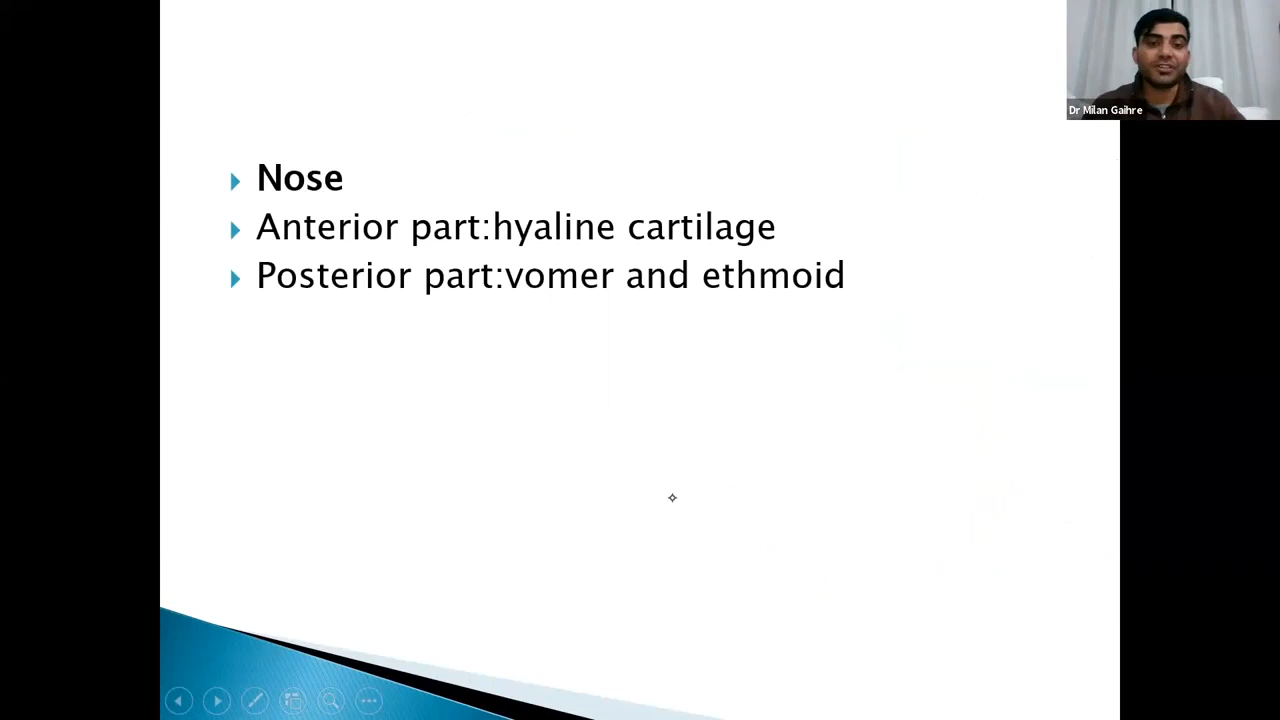 Dr Milan Gaihre
Nose
Anterior part:hyaline cartilage
Posterior part:vomer and ethmoid